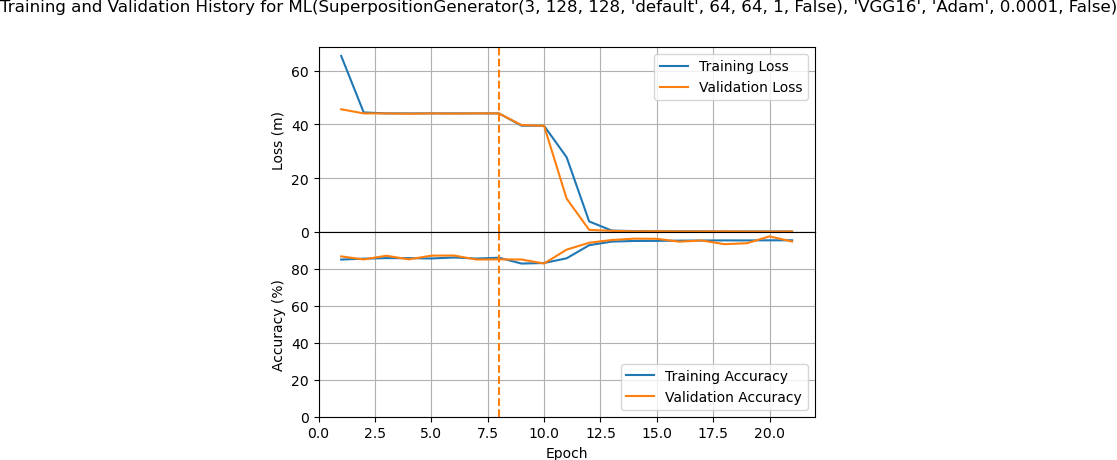 Training and Validation History for ML(SuperpositionGenerator(3, 128, 128, 'default', 64, 64, 1, False), 'VGG16', 'Adam', 0.0001, False)
Training Loss
Validation Loss
Loss (m)
60
40
20
0
Training Accuracy
Validation Accuracy
Accuracy (%)
80
60
40
20
0
0.0 2.5 5.0 7.5 10.0 12.5 15.0 17.5 20.0
Epoch